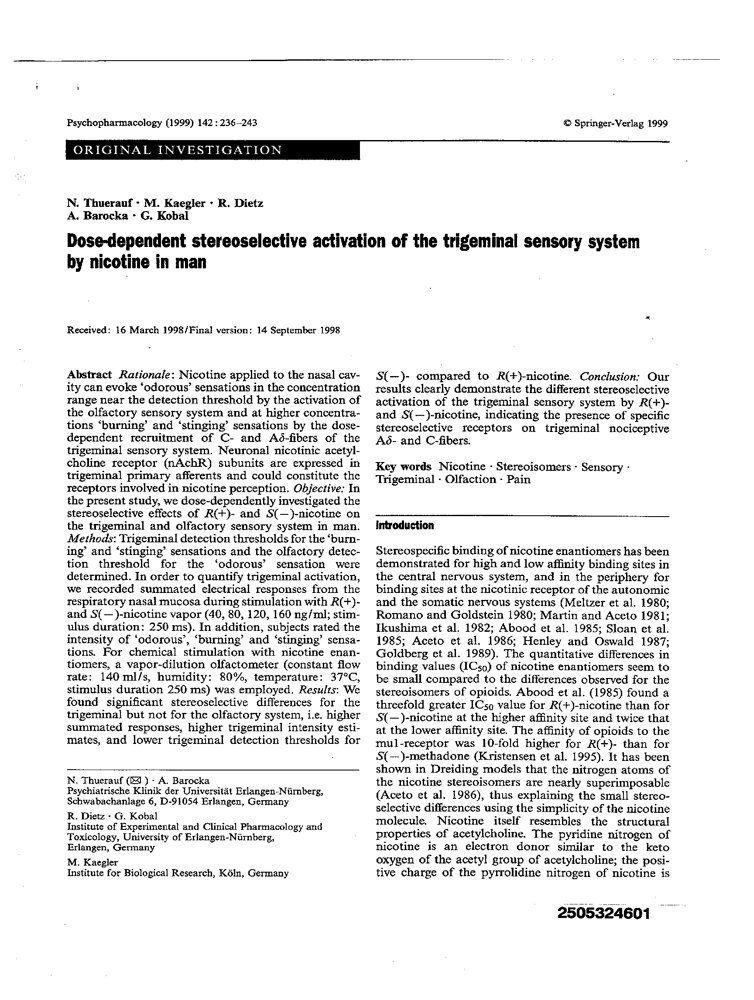 Psychopharmacology (1999) 142 : 236–243
© Springer-Verlag 1999
ORIGINAL INVESTIGATION
N. Thuerauf · M. Kaegler · R. Dietz
A. Barocka · G. Kobal
Dose-dependent stereoselective activation of the trigeminal sensory system
by nicotine in man
Received: 16 March 1998/Final version: 14 September 1998
Abstract Rationale: Nicotine applied to the nasal cav-
ity can evoke 'odorous' sensations in the concentration
range near the detection threshold by the activation of
the olfactory sensory system and at higher concentra-
tions 'burning' and 'stinging' sensations by the dose-
dependent recruitment of C- and Aδ-fibers of the
trigeminal sensory system. Neuronal nicotinic acetyl-
choline receptor (nAchR) subunits are expressed in
trigeminal primary afferents and could constitute the
receptors involved in nicotine perception. Objective: In
the present study, we dose-dependently investigated the
stereoselective effects of R(+)- and S(−)-nicotine on
the trigeminal and olfactory sensory system in man.
Methods: Trigeminal detection thresholds for the 'burn-
ing' and 'stinging' sensations and the olfactory detec-
tion threshold for the 'odorous' sensation were
determined. In order to quantify trigeminal activation,
we recorded summated electrical responses from the
respiratory nasal mucosa during stimulation with R(+)-
and S(−)-nicotine vapor (40, 80, 120, 160 ng/ml; stim-
ulus duration: 250 ms). In addition, subjects rated the
intensity of 'odorous', 'burning' and 'stinging' sensa-
tions. For chemical stimulation with nicotine enan-
tiomers, a vapor-dilution olfactometer (constant flow
rate: 140 ml/s, humidity: 80%, temperature: 37°C,
stimulus duration 250 ms) was employed. Results: We
found significant stereoselective differences for the
trigeminal but not for the olfactory system, i.e. higher
summated responses, higher trigeminal intensity esti-
mates, and lower trigeminal detection thresholds for
N. Thuerauf (✉) · A. Barocka
Psychiatrische Klinik der Universität Erlangen-Nürnberg,
Schwabachanlage 6, D-91054 Erlangen, Germany
R. Dietz · G. Kobal
Institute of Experimental and Clinical Pharmacology and
Toxicology, University of Erlangen-Nürnberg,
Erlangen, Germany
M. Kaegler
Institute for Biological Research, Köln, Germany
S(−)- compared to R(+)-nicotine. Conclusion: Our
results clearly demonstrate the different stereoselective
activation of the trigeminal sensory system by R(+)-
and S(−)-nicotine, indicating the presence of specific
stereoselective receptors on trigeminal nociceptive
Aδ- and C-fibers.
Key words Nicotine · Stereoisomers · Sensory ·
Trigeminal · Olfaction · Pain
Introduction
Stereospecific binding of nicotine enantiomers has been
demonstrated for high and low affinity binding sites in
the central nervous system, and in the periphery for
binding sites at the nicotinic receptor of the autonomic
and the somatic nervous systems (Meltzer et al. 1980;
Romano and Goldstein 1980; Martin and Aceto 1981;
Ikushima et al. 1982; Abood et al. 1985; Sloan et al.
1985; Aceto et al. 1986; Henley and Oswald 1987;
Goldberg et al. 1989). The quantitative differences in
binding values (IC50) of nicotine enantiomers seem to
be small compared to the differences observed for the
stereoisomers of opioids. Abood et al. (1985) found a
threefold greater IC50 value for R(+)-nicotine than for
S(−)-nicotine at the higher affinity site and twice that
at the lower affinity site. The affinity of opioids to the
mu1-receptor was 10-fold higher for R(+)- than for
S(−)-methadone (Kristensen et al. 1995). It has been
shown in Dreiding models that the nitrogen atoms of
the nicotine stereoisomers are nearly superimposable
(Aceto et al. 1986), thus explaining the small stereo-
selective differences using the simplicity of the nicotine
molecule. Nicotine itself resembles the structural
properties of acetylcholine. The pyridine nitrogen of
nicotine is an electron donor similar to the keto
oxygen of the acetyl group of acetylcholine; the posi-
tive charge of the pyrrolidine nitrogen of nicotine is
2505324601